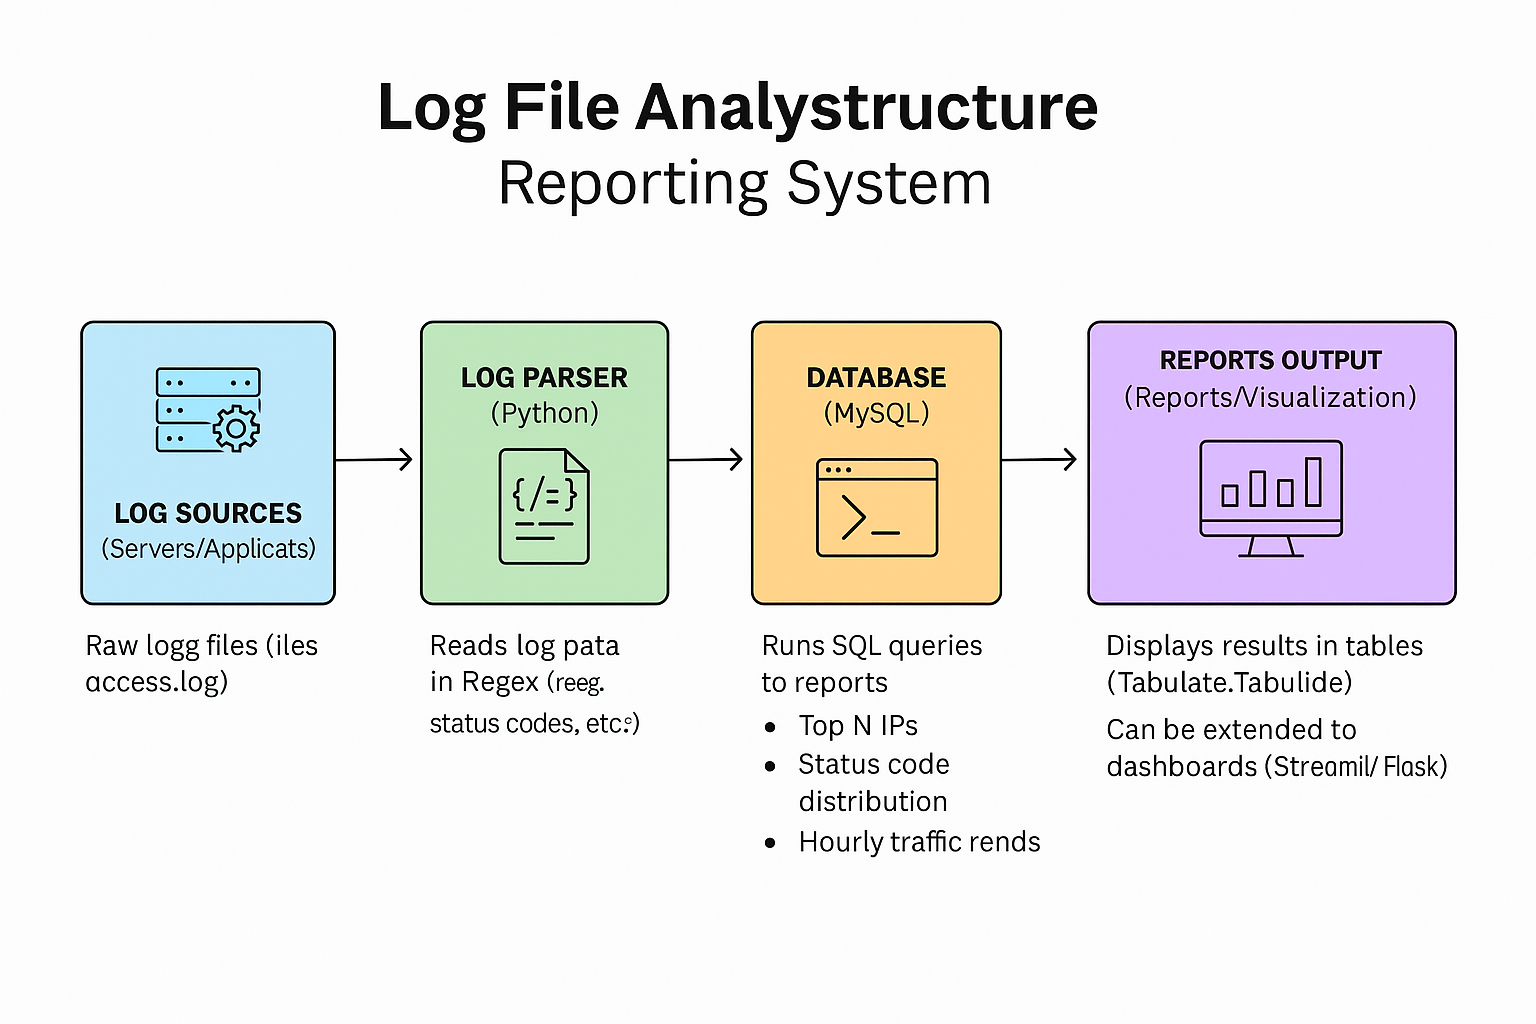 Log File Analystructure
Reporting System
LOG SOURCES
(Servers/Applicats)
Raw logg files (iles
access.log)
LOG PARSER
(Python)
{/=}
Reads log pata
in Regex (reeg.
status codes, etc.)
DATABASE
(MySQL)
Runs SQL queries
to reports
• Top N IPs
• Status code
distribution
• Hourly traffic rends
REPORTS OUTPUT
(Reports/Visualization)
Displays results in tables
(Tabulate.Tabulide)
Can be extended to
dashboards (Streamil/ Flask)